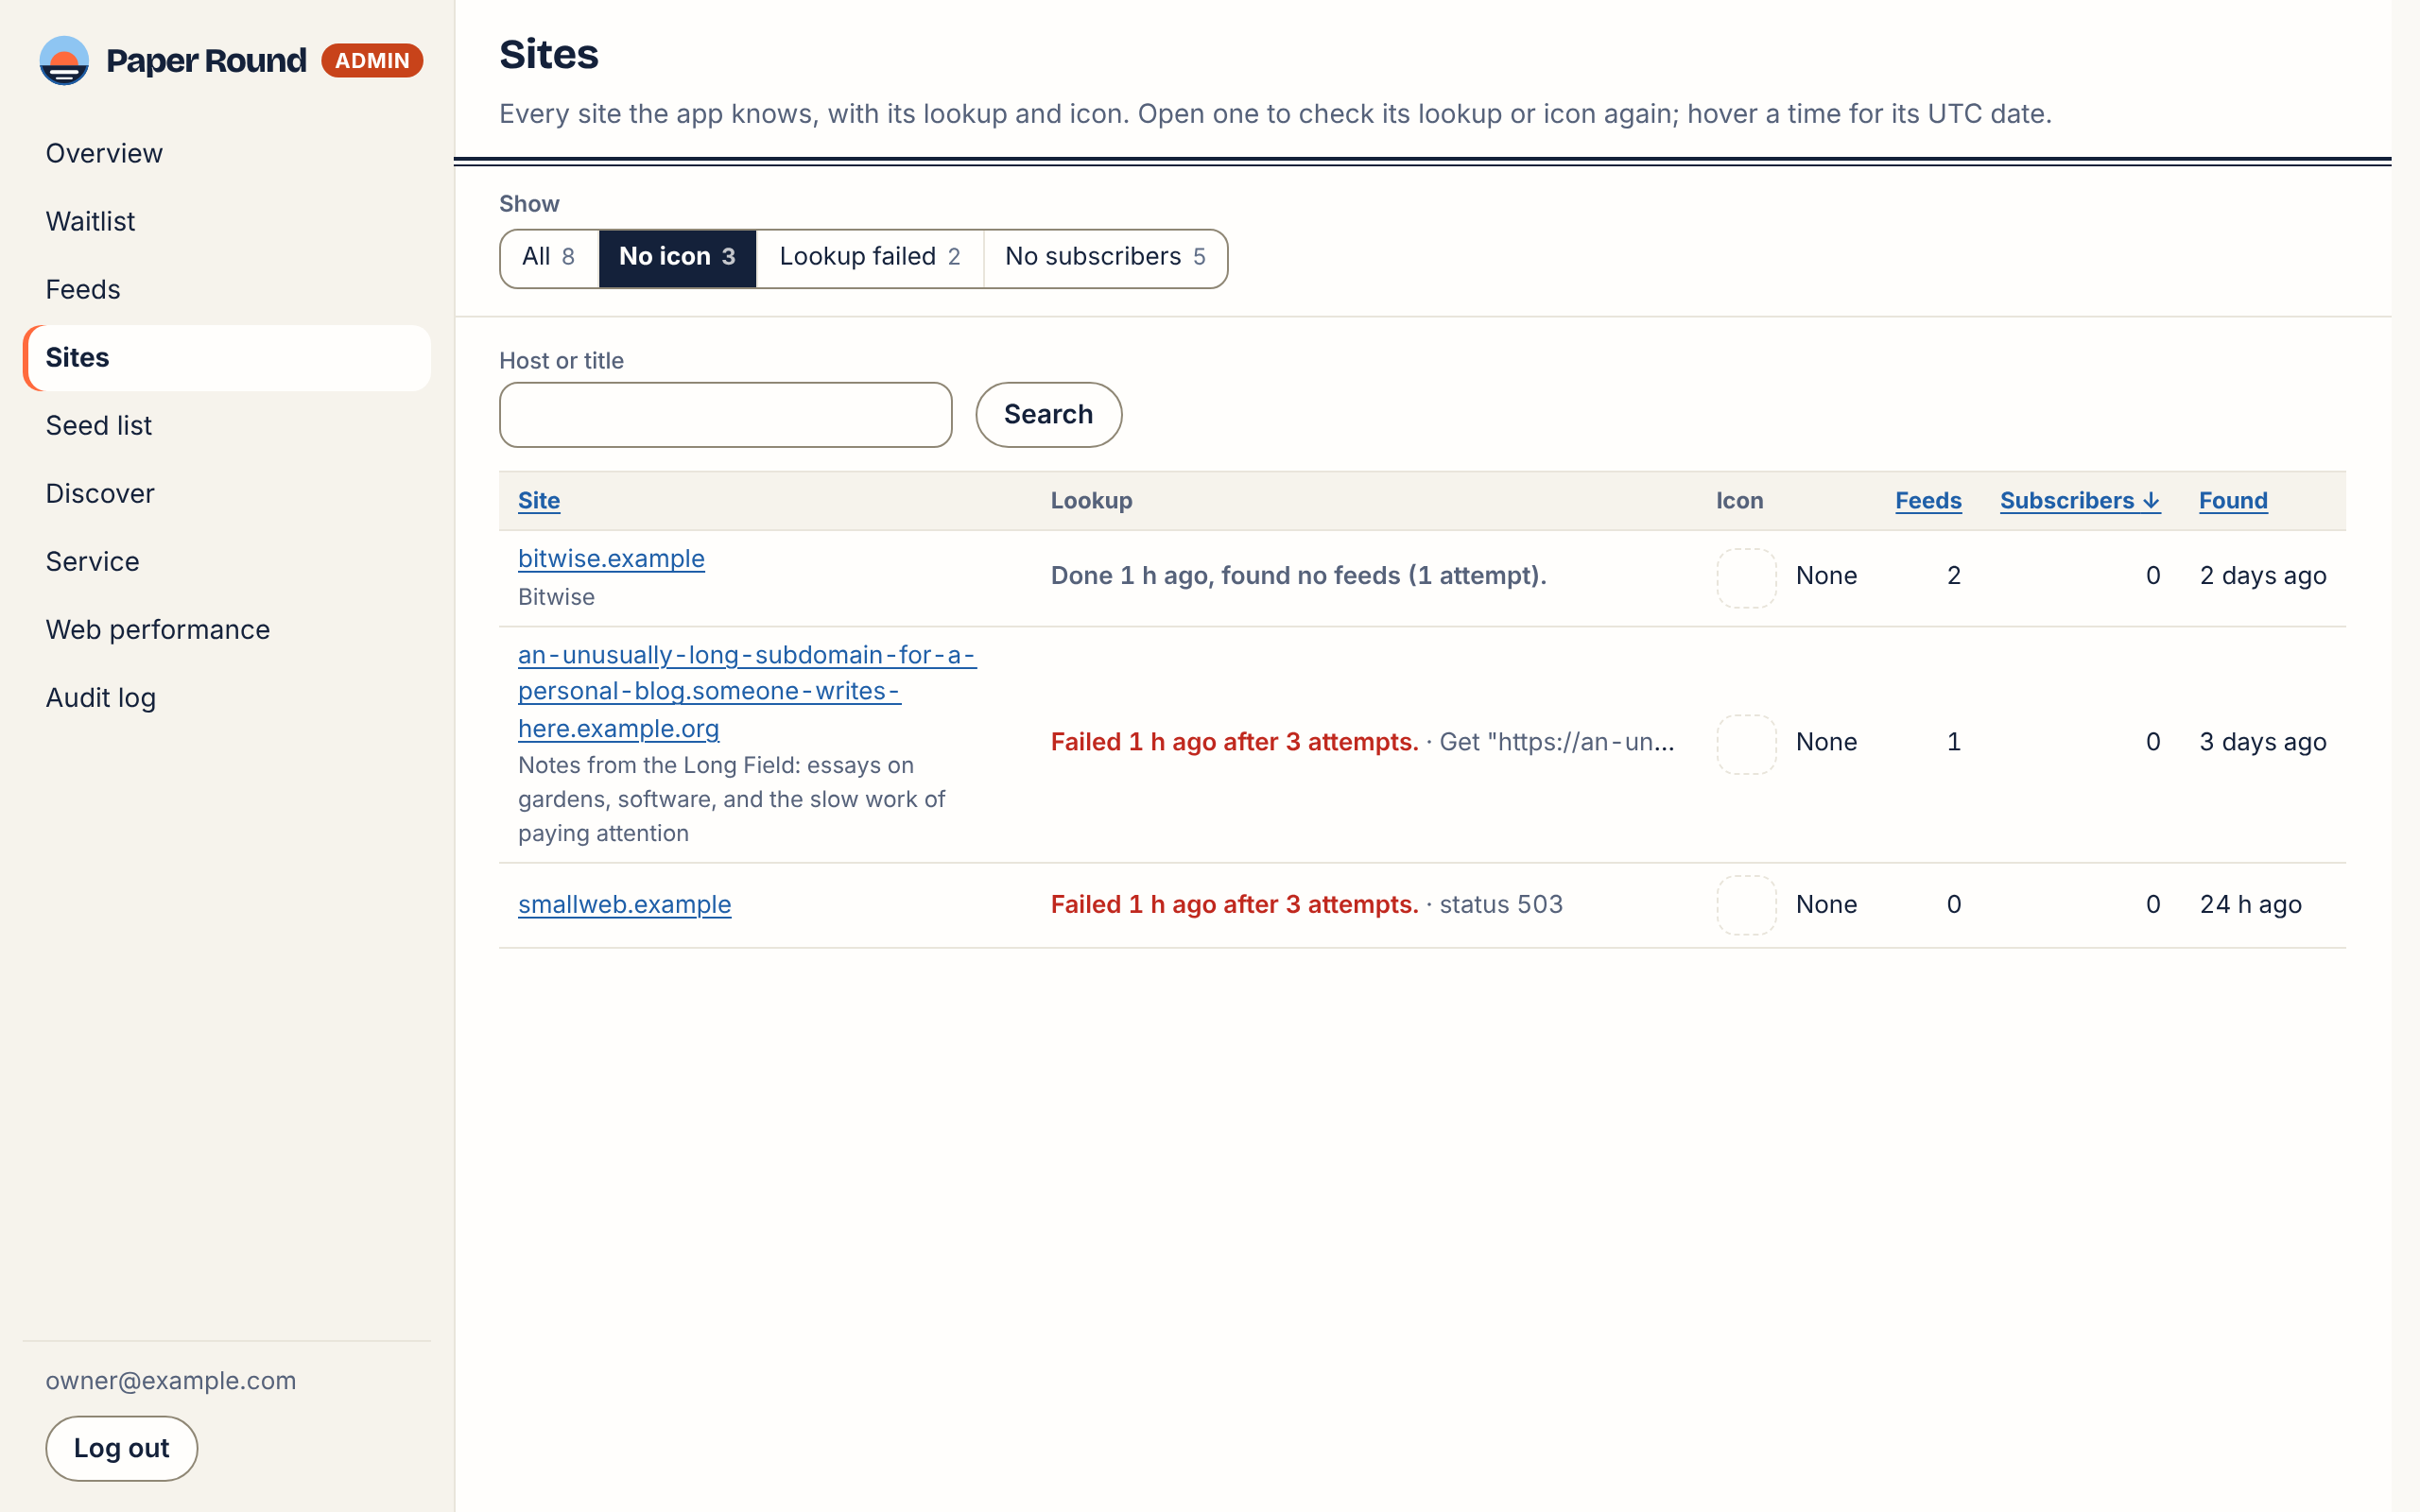 Paper Round ADMIN
Overview
Waitlist
Feeds
Sites
Seed list
Discover
Service
Web performance
Audit log
owner@example.com
Log out
Sites
Every site the app knows, with its lookup and icon. Open one to check its lookup or icon again; hover a time for its UTC date.
Show
All 8 No icon 3 Lookup failed 2 No subscribers 5
Host or title
Search
Site Lookup Icon Feeds Subscribers ↓ Found
bitwise.example
Bitwise
Done 1 h ago, found no feeds (1 attempt). None 2 0 2 days ago
an-unusually-long-subdomain-for-a-
personal-blog.someone-writes-
here.example.org
Notes from the Long Field: essays on
gardens, software, and the slow work of
paying attention
Failed 1 h ago after 3 attempts. · Get "https://an-un... None 1 0 3 days ago
smallweb.example Failed 1 h ago after 3 attempts. · status 503 None 0 0 24 h ago